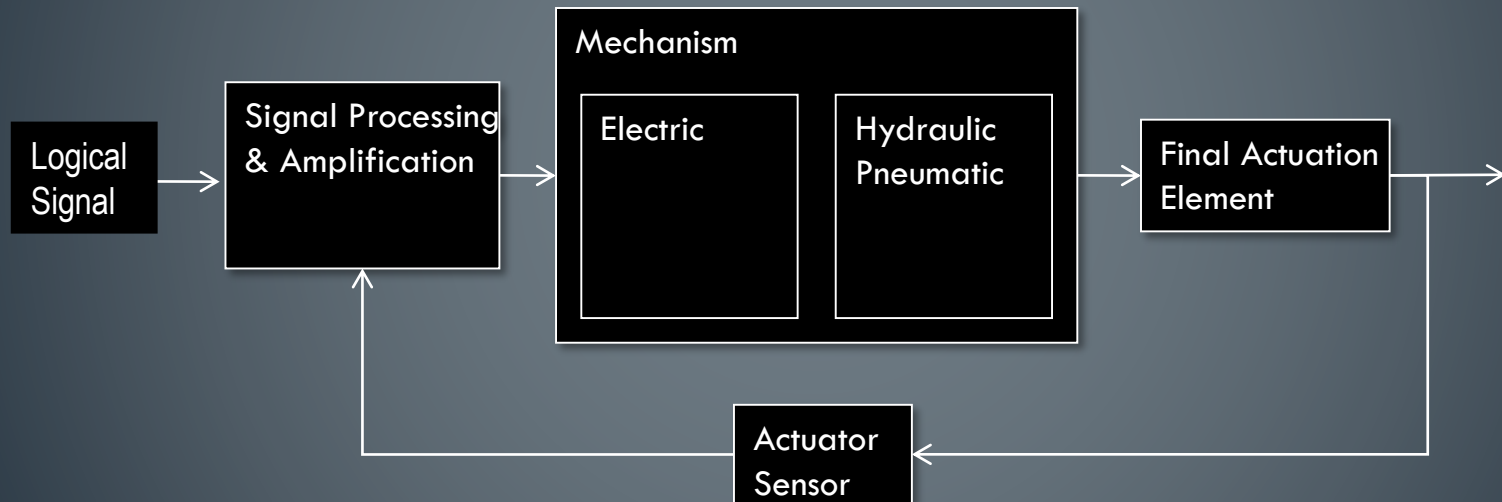 Logical
Signal
Signal Processing
& Amplification
Mechanism
Electric
Hydraulic
Pneumatic
Final Actuation
Element
Actuator
Sensor